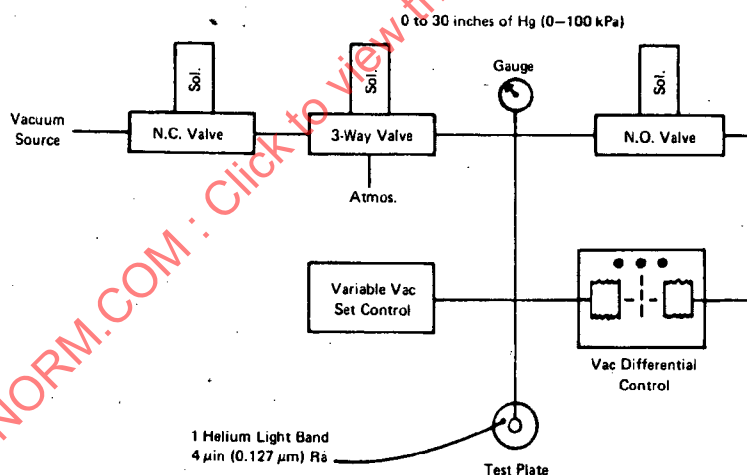 0 to 30 inches of Hg (0–100 kPa)
Gauge
Sol.
Sol.
Sol.
Vacuum
Source
N.C. Valve
3-Way Valve
N.O. Valve
Atmos.
Variable Vac
Set Control
Vac Differential
Control
1 Helium Light Band
4 μin (0.127 μm) Ra
Test Plate
NORM.COM : Click to view th